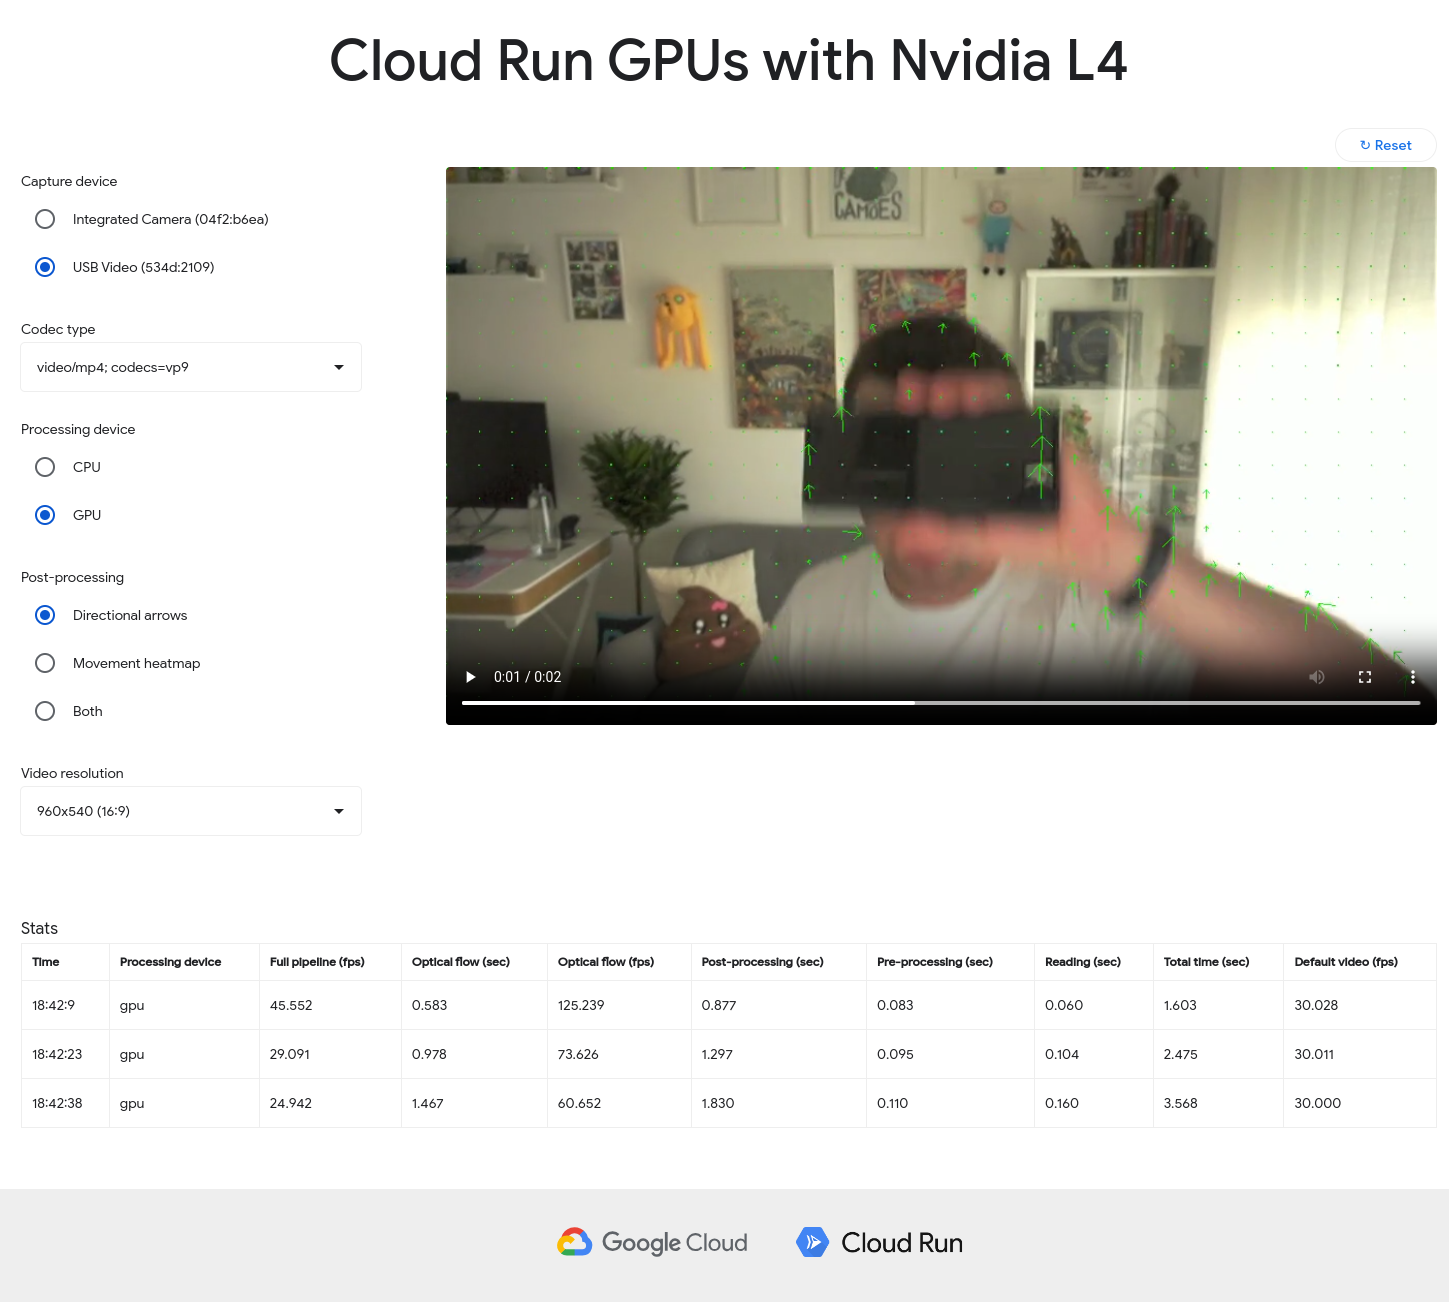 Cloud Run GPUs with Nvidia L4
↻ Reset
Capture device
Integrated Camera (04f2:b6ea)
USB Video (534d:2109)
Codec type
video/mp4; codecs=vp9
Processing device
CPU
GPU
Post-processing
Directional arrows
Movement heatmap
Both
Video resolution
960x540 (16:9)
CAMOES
0:01 / 0:02
Stats
Time Processing device Full pipeline (fps) Optical flow (sec) Optical flow (fps) Post-processing (sec) Pre-processing (sec) Reading (sec) Total time (sec) Default video (fps)
18:42:9 gpu 45.552 0.583 125.239 0.877 0.083 0.060 1.603 30.028
18:42:23 gpu 29.091 0.978 73.626 1.297 0.095 0.104 2.475 30.011
18:42:38 gpu 24.942 1.467 60.652 1.830 0.110 0.160 3.568 30.000
Google Cloud
Cloud Run